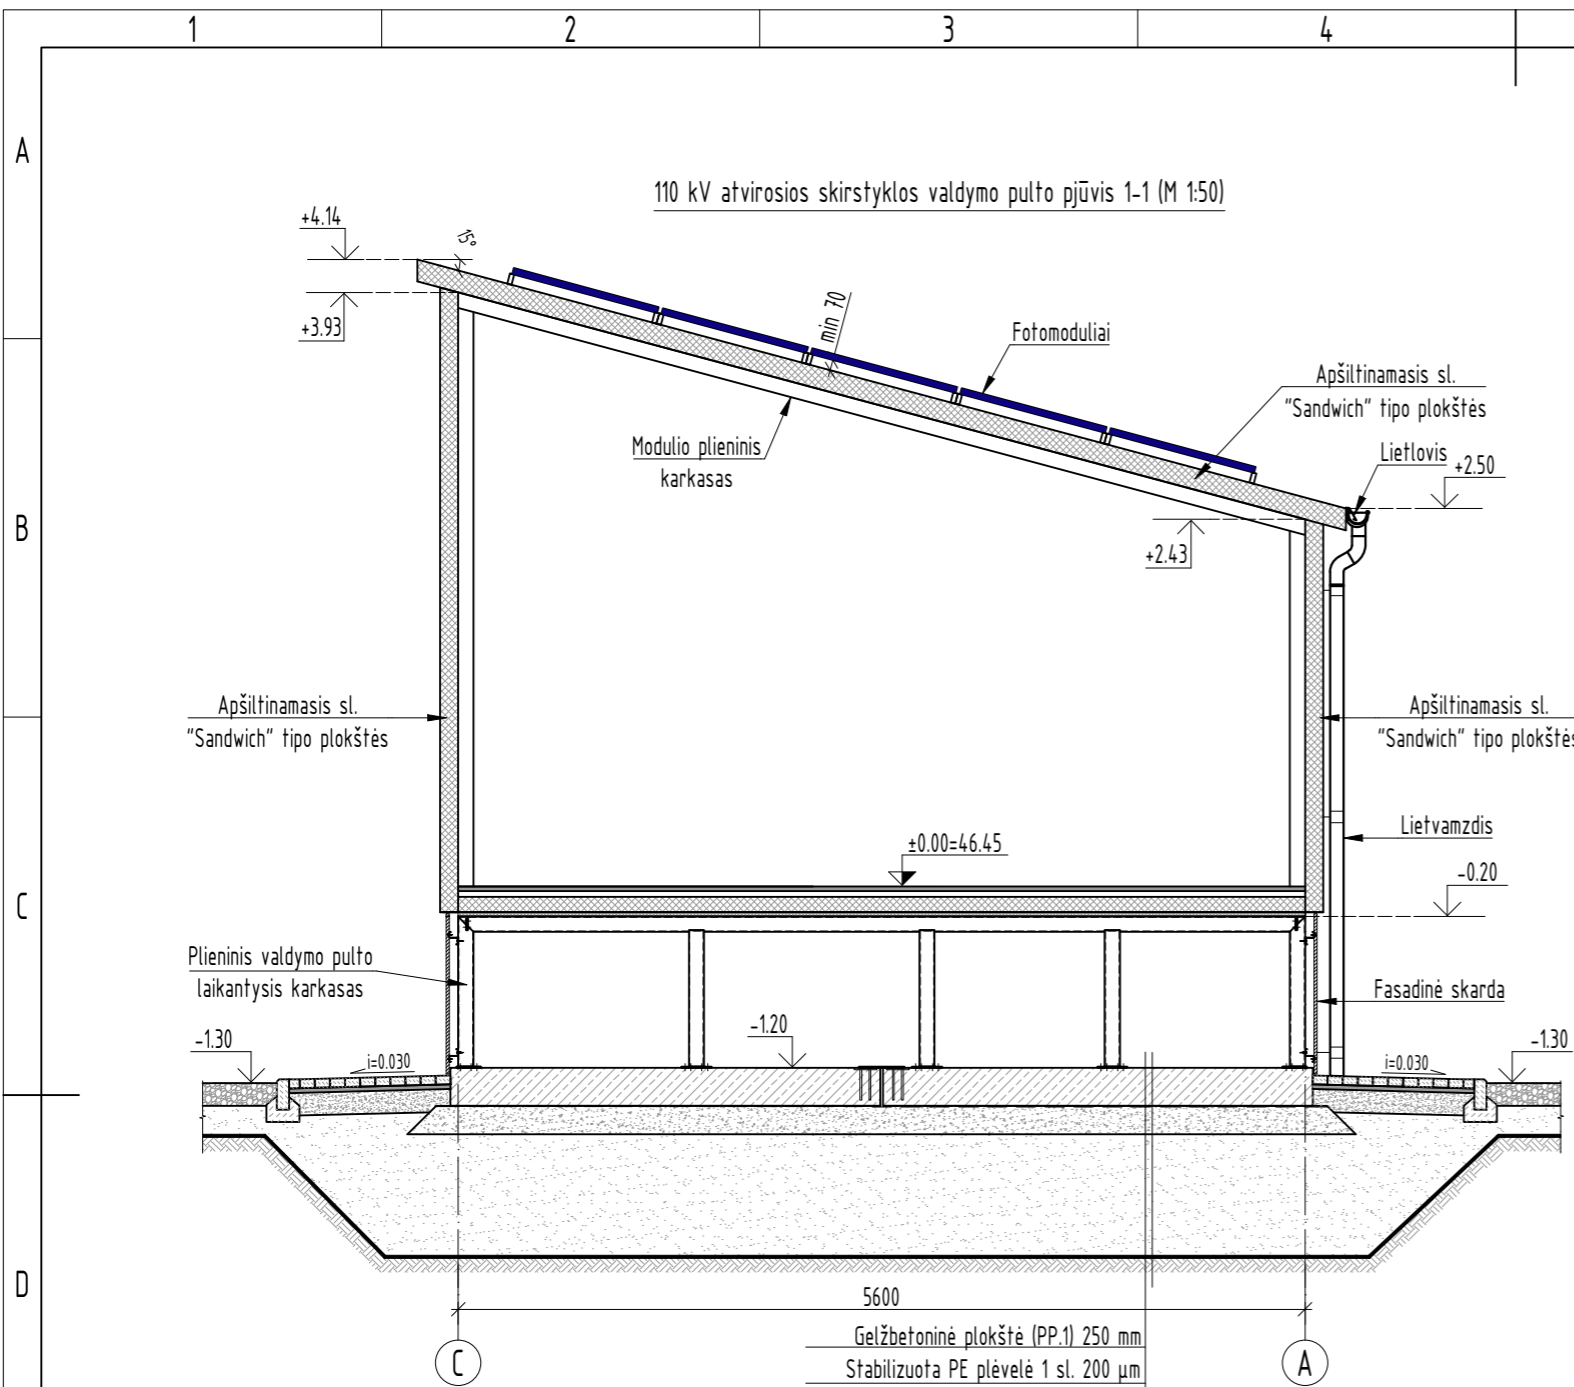 1 2 3 4
A
110 kV atvirosios skirstyklos valdymo pulto pjūvis 1-1 (M 1:50)
+4.14
15°
+3.93
min 70
Fotomoduliai
Apšiltinamasis sl.
"Sandwich" tipo plokštės
Modulio plieninis
karkasas
Lietlovis
+2.50
B
+2.43
Apšiltinamasis sl.
"Sandwich" tipo plokštės
Apšiltinamasis sl.
"Sandwich" tipo plokštės
Lietvamzdis
±0.00=46.45
-0.20
C
Plieninis valdymo pulto
laikantysis karkasas
Fasadinė skarda
-1.30
i=0.030
-1.20
i=0.030
-1.30
D
5600
Gelžbetoninė plokštė (PP.1) 250 mm
Stabilizuota PE plėvelė 1 sl. 200 µm
C
A